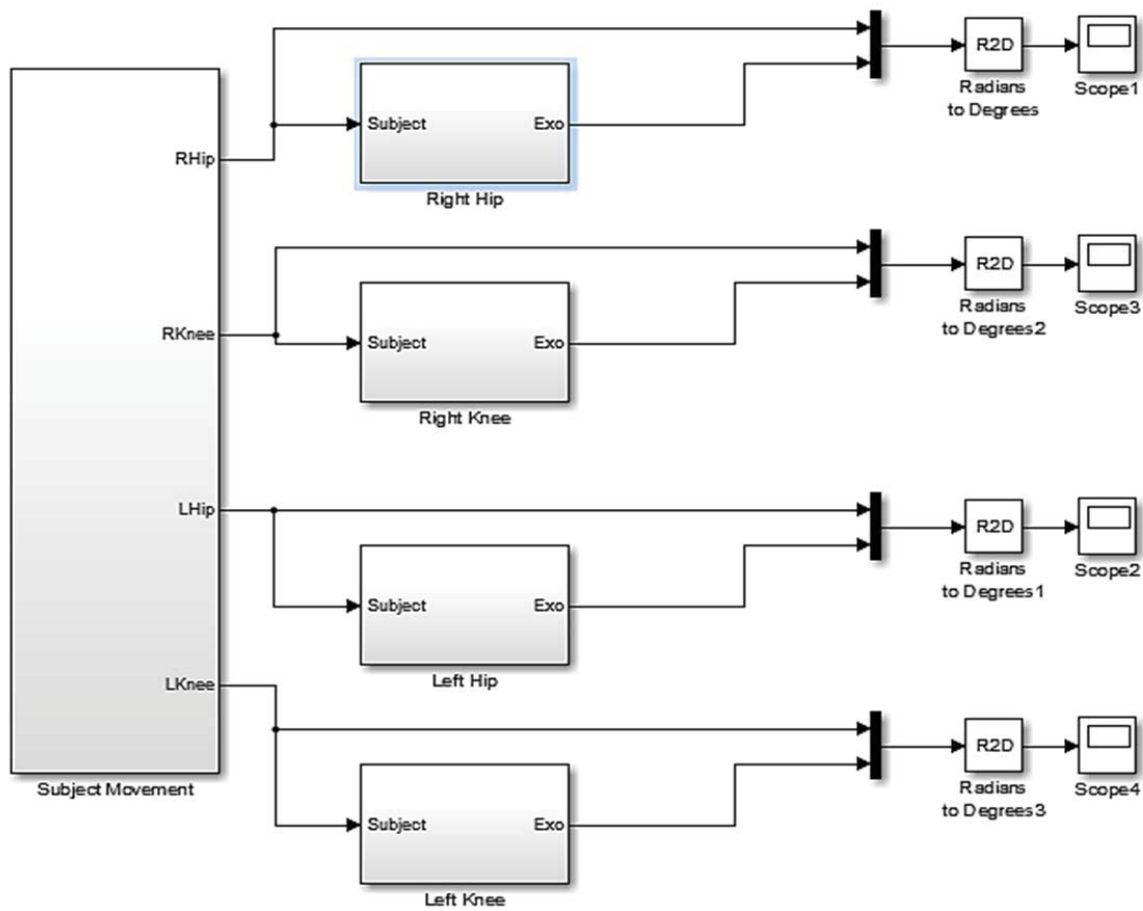 R2D
Radians
to Degrees
Scope1
Subject
Exo
Right Hip
RHip
R2D
Radians
to Degrees2
Scope3
RKnee
Subject
Exo
Right Knee
LHip
R2D
Radians
to Degrees1
Scope2
Subject
Exo
Left Hip
LKnee
R2D
Radians
to Degrees3
Scope4
Subject Movement
Subject
Exo
Left Knee